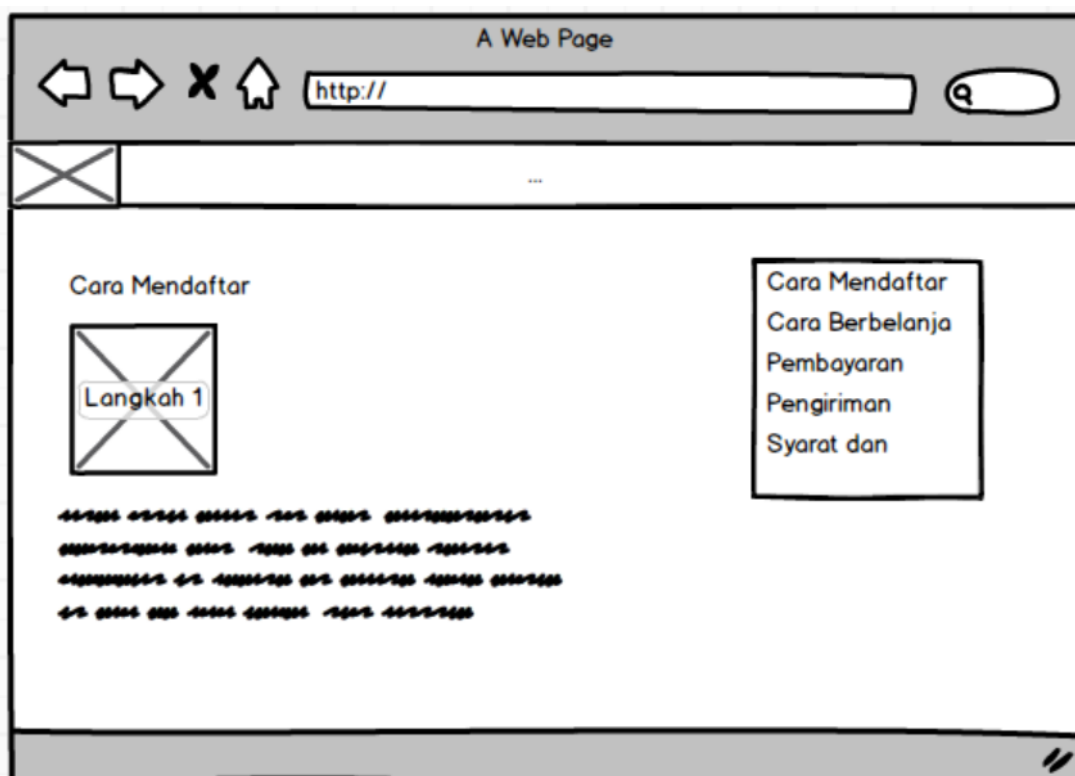 A Web Page
http://
...
Cara Mendaftar
Langkah 1
Cara Mendaftar
Cara Berbelanja
Pembayaran
Pengiriman
Syarat dan